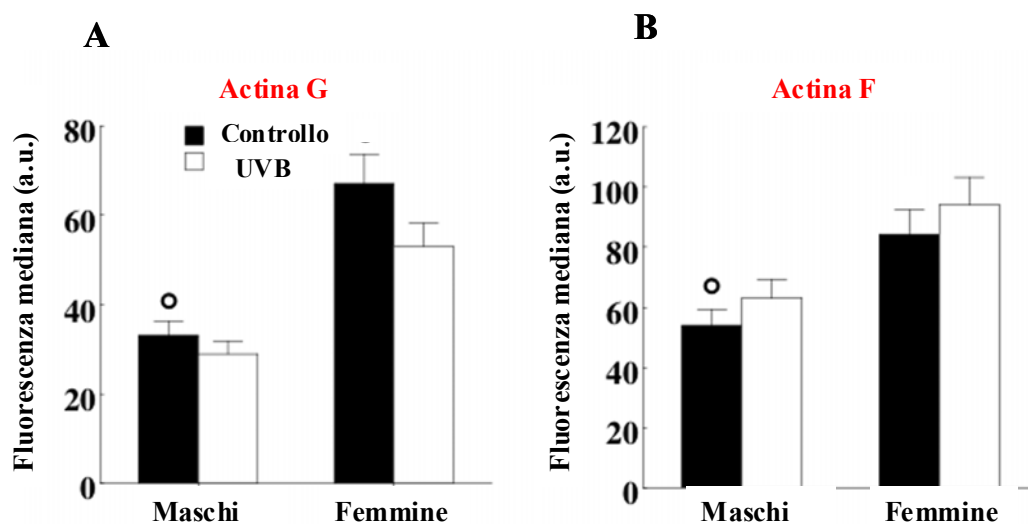 A
Actina G
Fluorescenza mediana (a.u.)
80
60
40
20
0
Controllo
UVB
Maschi
Femmine
B
Actina F
Fluorescenza mediana (a.u.)
120
100
80
60
40
20
0
Maschi
Femmine